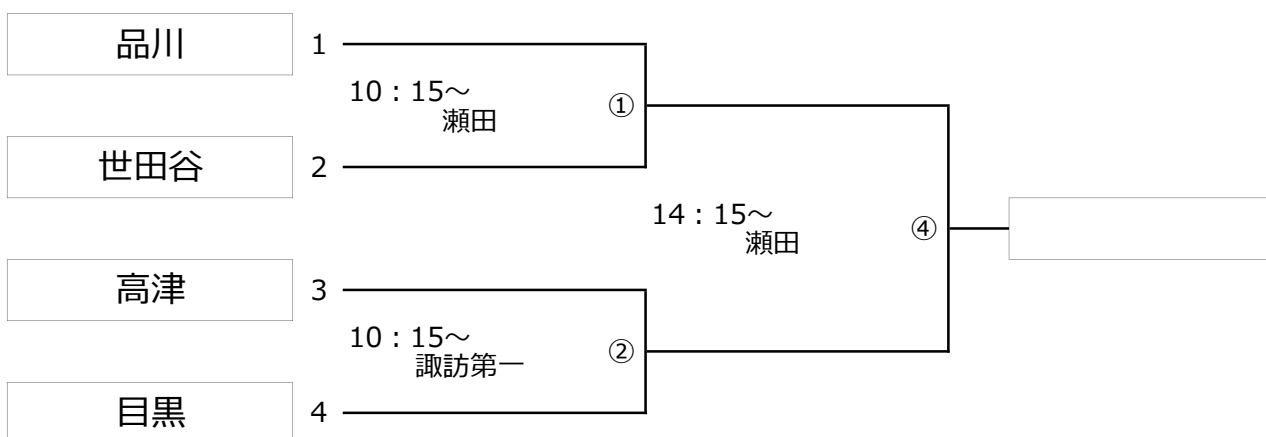 品川 1
10：15～
瀬田
①
世田谷 2
14：15～
瀬田
④
高津 3
10：15～
諏訪第一
②
目黒 4